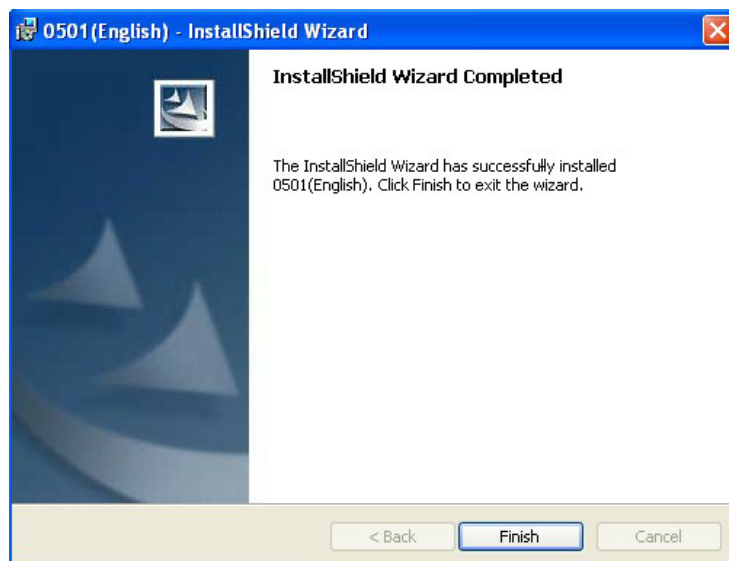 0501(English) - InstallShield Wizard
InstallShield Wizard Completed
The InstallShield Wizard has successfully installed
0501(English). Click Finish to exit the wizard.
< Back Finish Cancel